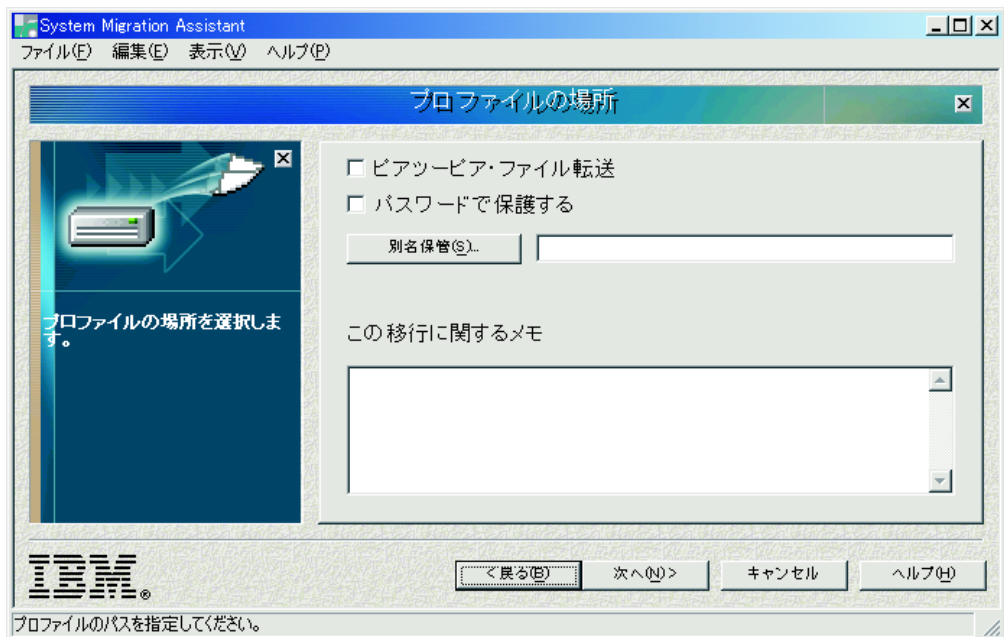 System Migration Assistant
ファイル(F) 編集(E) 表示(V) ヘルプ(P)
プロファイルの場所
プロファイルの場所を選択しま
す。
ピアツーピア・ファイル転送
パスワードで保護する
別名保管(S)...
この移行に関するメモ
IBM®
<戻る(B) 次へ(N)> キャンセル ヘルプ(H)
プロファイルのパスを指定してください。